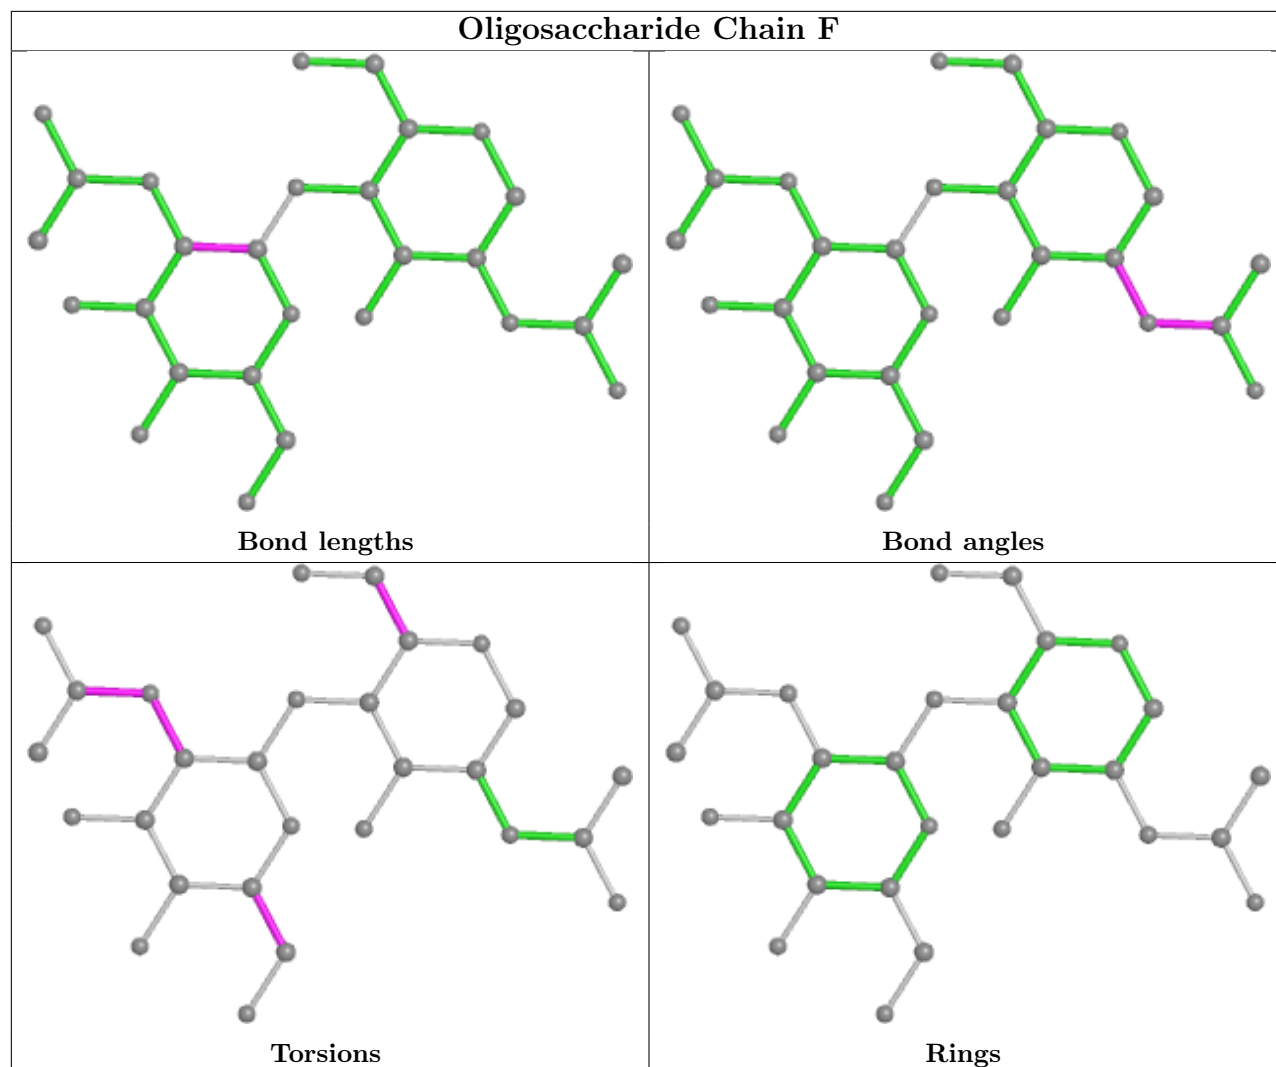 Oligosaccharide Chain F
Bond lengths
Bond angles
Torsions
Rings